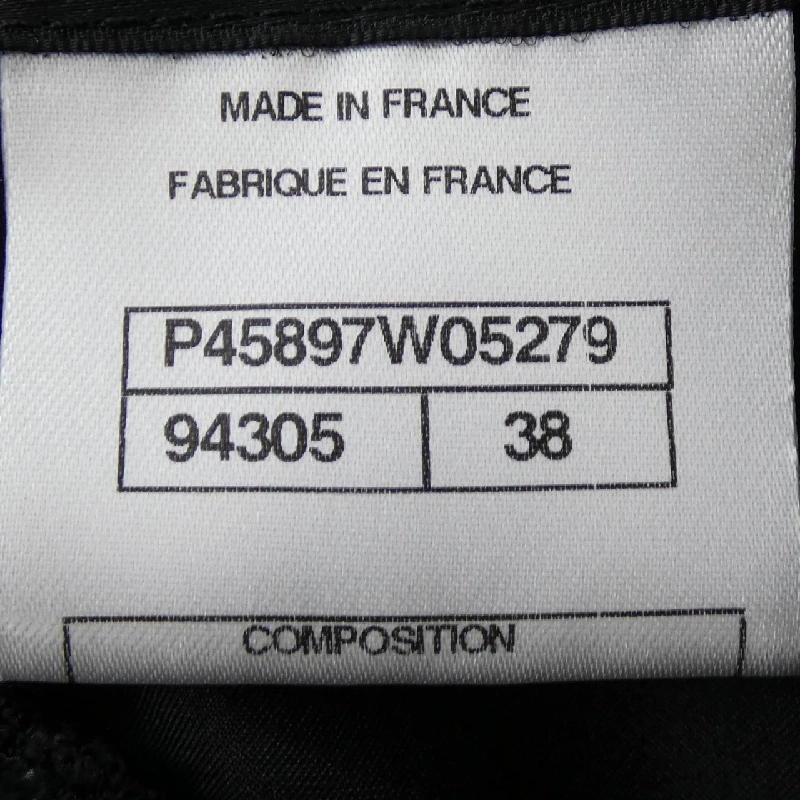 MADE IN FRANCE
FABRIQUE EN FRANCE
P45897W05279
94305 38
COMPOSITION